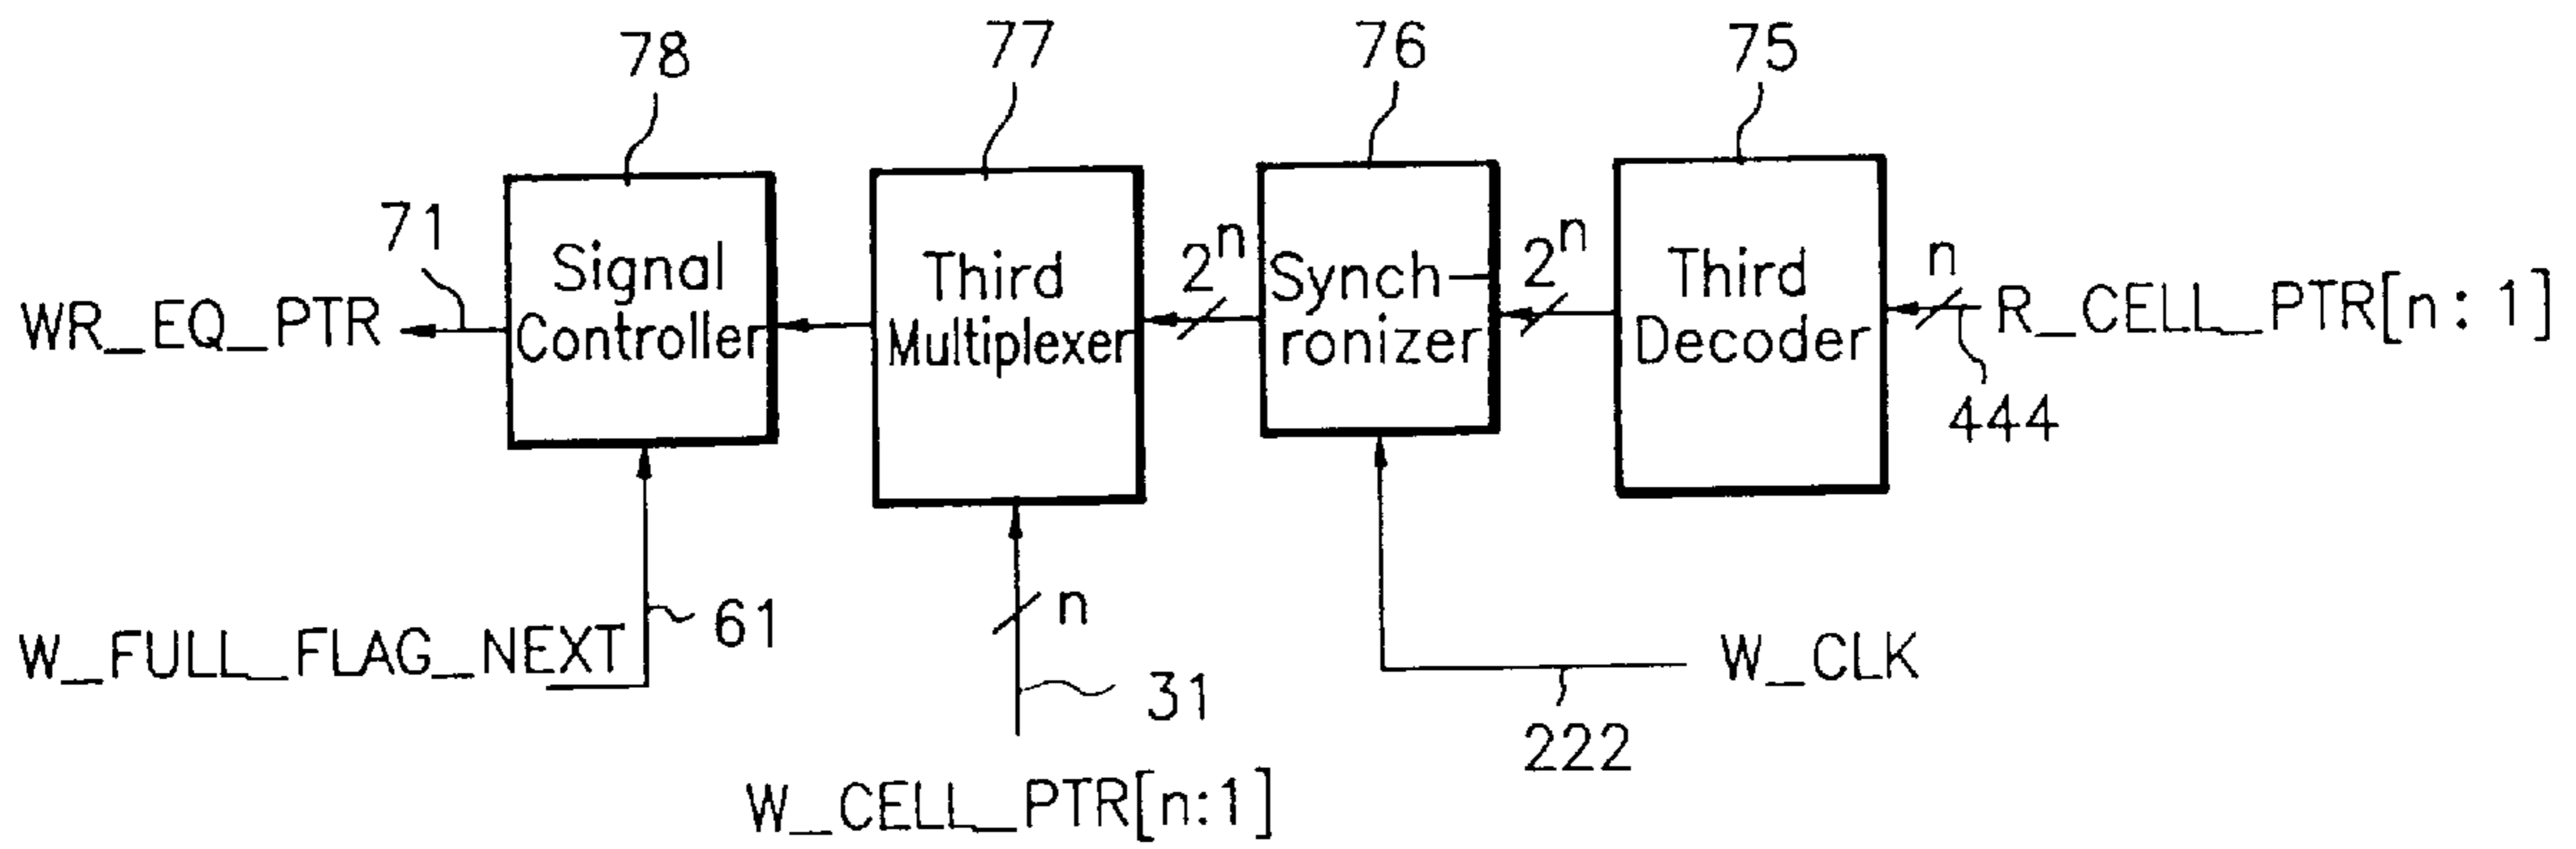 78
77
76
75
71
Signal
Controller
Third
Multiplexer
2^n
Synch-
ronizer
2^n
Third
Decoder
n
WR_EQ_PTR
R_CELL_PTR[n:1]
444
W_FULL_FLAG_NEXT
61
n
31
W_CLK
222
W_CELL_PTR[n:1]